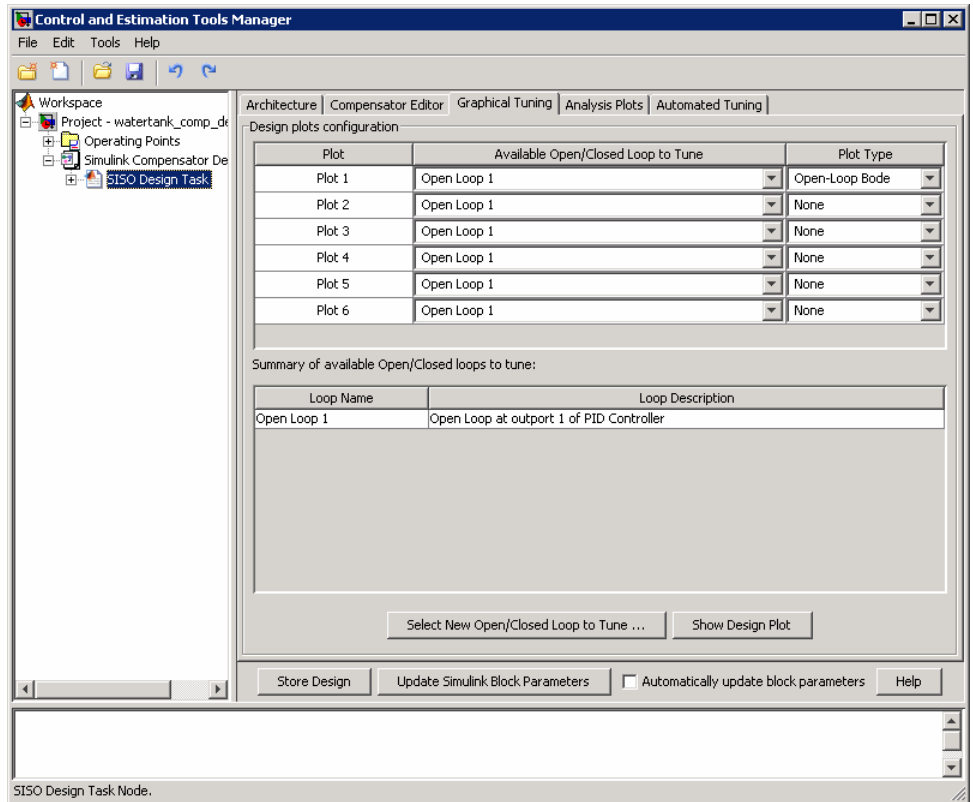 Control and Estimation Tools Manager
File Edit Tools Help
Workspace
Project - watertank_comp_de
Operating Points
Simulink Compensator De
SISO Design Task
Architecture Compensator Editor Graphical Tuning Analysis Plots Automated Tuning
Design plots configuration
Plot Available Open/Closed Loop to Tune Plot Type
Plot 1 Open Loop 1 Open-Loop Bode
Plot 2 Open Loop 1 None
Plot 3 Open Loop 1 None
Plot 4 Open Loop 1 None
Plot 5 Open Loop 1 None
Plot 6 Open Loop 1 None
Summary of available Open/Closed loops to tune:
Loop Name Loop Description
Open Loop 1 Open Loop at outport 1 of PID Controller
Select New Open/Closed Loop to Tune ... Show Design Plot
Store Design Update Simulink Block Parameters Automatically update block parameters Help
SISO Design Task Node.